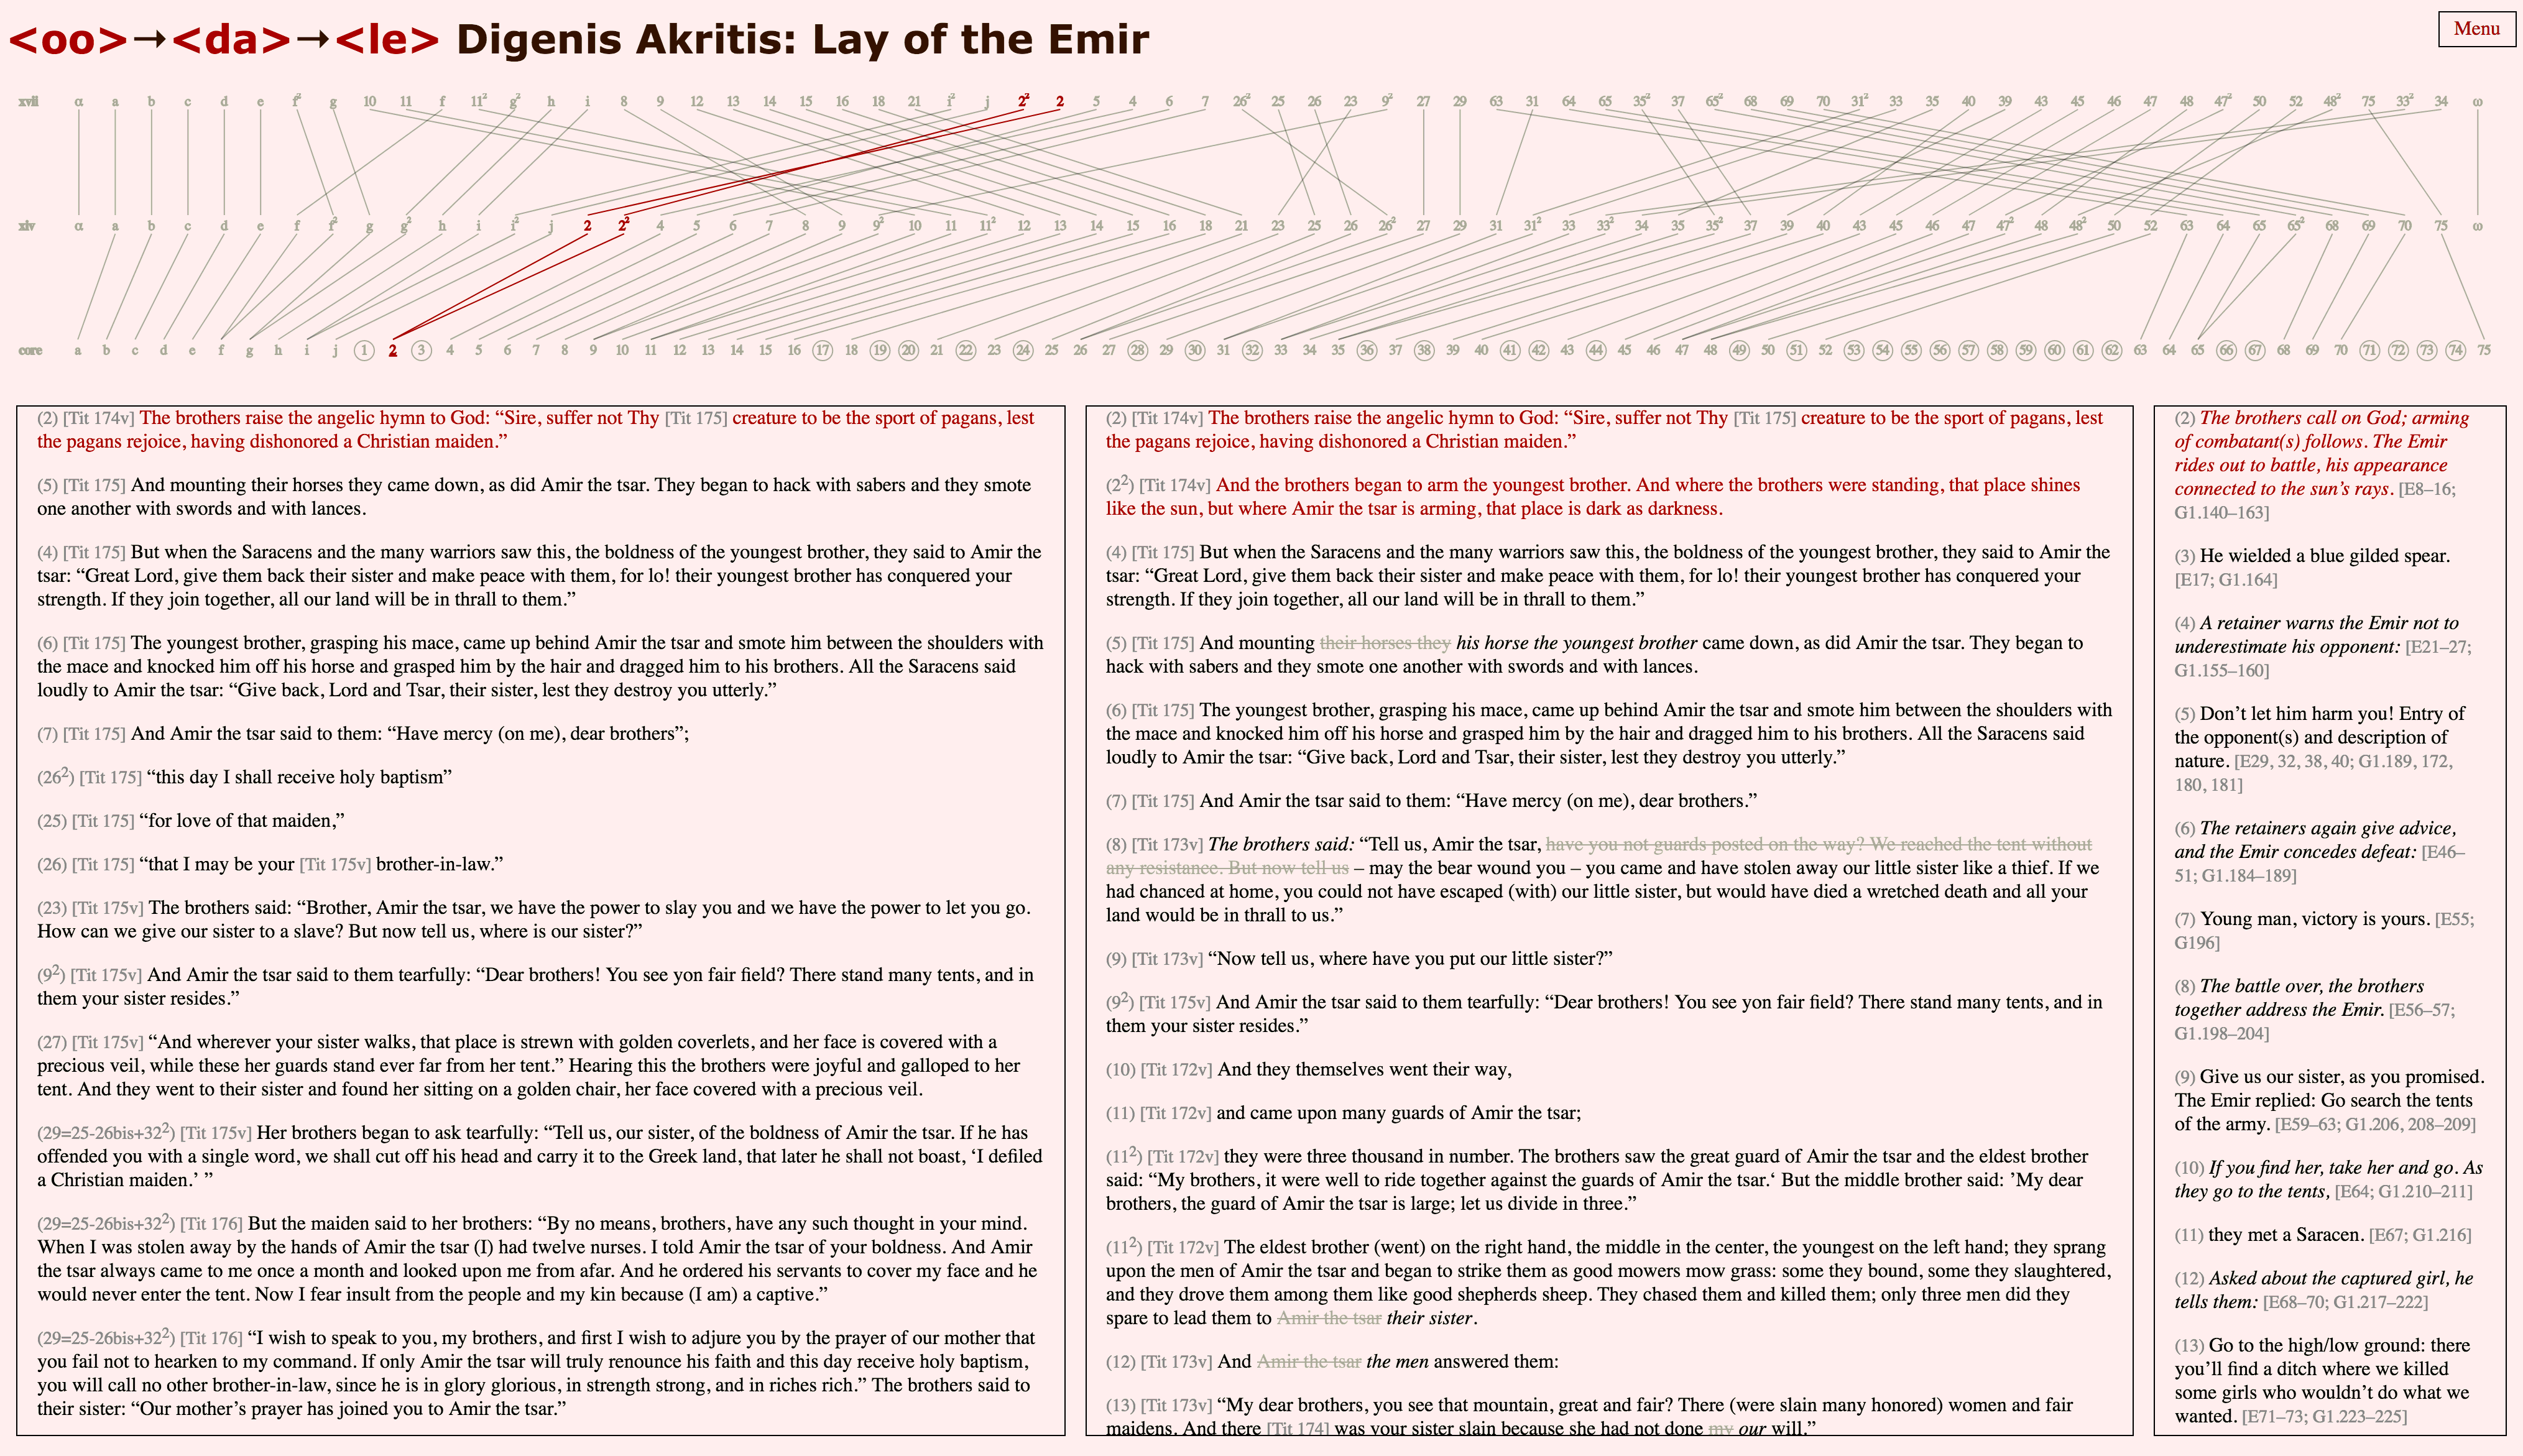 <oo>→<da>→<le> Digenis Akritis: Lay of the Emir
Menu
xvii α a b c d e f² g 10 11 f 11² g² h i 8 9 12 13 14 15 16 18 21 i² j 2² 2 5 4 6 7 26² 25 26 23 9² 27 29 63 31 64 65 35² 37 65² 68 69 70 31² 33 35 40 39 43 45 46 47 48 47² 50 52 48² 75 33² 34 ω
xiv α a b c d e f f² g g² h i i² j 2 2² 4 5 6 7 8 9 9² 10 11 11² 12 13 14 15 16 18 21 23 25 26 26² 27 29 31 31² 33 33² 34 35 35² 37 39 40 43 45 46 47 47² 48 48² 50 52 63 64 65 65² 68 69 70 75 ω
core a b c d e f g h i j 1 2 3 4 5 6 7 8 9 10 11 12 13 14 15 16 17 18 19 20 21 22 23 24 25 26 27 28 29 30 31 32 33 34 35 36 37 38 39 40 41 42 43 44 45 46 47 48 49 50 51 52 53 54 55 56 57 58 59 60 61 62 63 64 65 66 67 68 69 70 71 72 73 74 75
(2) [Tit 174v] The brothers raise the angelic hymn to God: “Sire, suffer not Thy [Tit 175] creature to be the sport of pagans, lest
the pagans rejoice, having dishonored a Christian maiden.”
(5) [Tit 175] And mounting their horses they came down, as did Amir the tsar. They began to hack with sabers and they smote
one another with swords and with lances.
(4) [Tit 175] But when the Saracens and the many warriors saw this, the boldness of the youngest brother, they said to Amir the
tsar: “Great Lord, give them back their sister and make peace with them, for lo! their youngest brother has conquered your
strength. If they join together, all our land will be in thrall to them.”
(6) [Tit 175] The youngest brother, grasping his mace, came up behind Amir the tsar and smote him between the shoulders with
the mace and knocked him off his horse and grasped him by the hair and dragged him to his brothers. All the Saracens said
loudly to Amir the tsar: “Give back, Lord and Tsar, their sister, lest they destroy you utterly.”
(7) [Tit 175] And Amir the tsar said to them: “Have mercy (on me), dear brothers”;
(26²) [Tit 175] “this day I shall receive holy baptism”
(25) [Tit 175] “for love of that maiden,”
(26) [Tit 175] “that I may be your [Tit 175v] brother-in-law.”
(23) [Tit 175v] The brothers said: “Brother, Amir the tsar, we have the power to slay you and we have the power to let you go.
How can we give our sister to a slave? But now tell us, where is our sister?”
(9²) [Tit 175v] And Amir the tsar said to them tearfully: “Dear brothers! You see yon fair field? There stand many tents, and in
them your sister resides.”
(27) [Tit 175v] “And wherever your sister walks, that place is strewn with golden coverlets, and her face is covered with a
precious veil, while these her guards stand ever far from her tent.” Hearing this the brothers were joyful and galloped to her
tent. And they went to their sister and found her sitting on a golden chair, her face covered with a precious veil.
(29=25-26bis+32²) [Tit 175v] Her brothers began to ask tearfully: “Tell us, our sister, of the boldness of Amir the tsar. If he has
offended you with a single word, we shall cut off his head and carry it to the Greek land, that later he shall not boast, ‘I defiled
a Christian maiden.’ ”
(29=25-26bis+32²) [Tit 176] But the maiden said to her brothers: “By no means, brothers, have any such thought in your mind.
When I was stolen away by the hands of Amir the tsar (I) had twelve nurses. I told Amir the tsar of your boldness. And Amir
the tsar always came to me once a month and looked upon me from afar. And he ordered his servants to cover my face and he
would never enter the tent. Now I fear insult from the people and my kin because (I am) a captive.”
(29=25-26bis+32²) [Tit 176] “I wish to speak to you, my brothers, and first I wish to adjure you by the prayer of our mother that
you fail not to hearken to my command. If only Amir the tsar will truly renounce his faith and this day receive holy baptism,
you will call no other brother-in-law, since he is in glory glorious, in strength strong, and in riches rich.” The brothers said to
their sister: “Our mother’s prayer has joined you to Amir the tsar.”
(2) [Tit 174v] The brothers raise the angelic hymn to God: “Sire, suffer not Thy [Tit 175] creature to be the sport of pagans, lest
the pagans rejoice, having dishonored a Christian maiden.”
(2²) [Tit 174v] And the brothers began to arm the youngest brother. And where the brothers were standing, that place shines
like the sun, but where Amir the tsar is arming, that place is dark as darkness.
(4) [Tit 175] But when the Saracens and the many warriors saw this, the boldness of the youngest brother, they said to Amir the
tsar: “Great Lord, give them back their sister and make peace with them, for lo! their youngest brother has conquered your
strength. If they join together, all our land will be in thrall to them.”
(5) [Tit 175] And mounting their horses they his horse the youngest brother came down, as did Amir the tsar. They began to
hack with sabers and they smote one another with swords and with lances.
(6) [Tit 175] The youngest brother, grasping his mace, came up behind Amir the tsar and smote him between the shoulders with
the mace and knocked him off his horse and grasped him by the hair and dragged him to his brothers. All the Saracens said
loudly to Amir the tsar: “Give back, Lord and Tsar, their sister, lest they destroy you utterly.”
(7) [Tit 175] And Amir the tsar said to them: “Have mercy (on me), dear brothers.”
(8) [Tit 173v] The brothers said: “Tell us, Amir the tsar, have you not guards posted on the way? We reached the tent without
any resistance. But now tell us – may the bear wound you – you came and have stolen away our little sister like a thief. If we
had chanced at home, you could not have escaped (with) our little sister, but would have died a wretched death and all your
land would be in thrall to us.”
(9) [Tit 173v] “Now tell us, where have you put our little sister?”
(9²) [Tit 175v] And Amir the tsar said to them tearfully: “Dear brothers! You see yon fair field? There stand many tents, and in
them your sister resides.”
(10) [Tit 172v] And they themselves went their way,
(11) [Tit 172v] and came upon many guards of Amir the tsar;
(11²) [Tit 172v] they were three thousand in number. The brothers saw the great guard of Amir the tsar and the eldest brother
said: “My brothers, it were well to ride together against the guards of Amir the tsar.‘ But the middle brother said: ’My dear
brothers, the guard of Amir the tsar is large; let us divide in three.”
(11²) [Tit 172v] The eldest brother (went) on the right hand, the middle in the center, the youngest on the left hand; they sprang
upon the men of Amir the tsar and began to strike them as good mowers mow grass: some they bound, some they slaughtered,
and they drove them among them like good shepherds sheep. They chased them and killed them; only three men did they
spare to lead them to Amir the tsar their sister.
(12) [Tit 173v] And Amir the tsar the men answered them:
(13) [Tit 173v] “My dear brothers, you see that mountain, great and fair? There (were slain many honored) women and fair
maidens. And there [Tit 174] was your sister slain because she had not done my our will.”
(2) The brothers call on God; arming
of combatant(s) follows. The Emir
rides out to battle, his appearance
connected to the sun’s rays. [E8–16;
G1.140–163]
(3) He wielded a blue gilded spear.
[E17; G1.164]
(4) A retainer warns the Emir not to
underestimate his opponent: [E21–27;
G1.155–160]
(5) Don’t let him harm you! Entry of
the opponent(s) and description of
nature. [E29, 32, 38, 40; G1.189, 172,
180, 181]
(6) The retainers again give advice,
and the Emir concedes defeat: [E46–
51; G1.184–189]
(7) Young man, victory is yours. [E55;
G196]
(8) The battle over, the brothers
together address the Emir. [E56–57;
G1.198–204]
(9) Give us our sister, as you promised.
The Emir replied: Go search the tents
of the army. [E59–63; G1.206, 208–209]
(10) If you find her, take her and go. As
they go to the tents, [E64; G1.210–211]
(11) they met a Saracen. [E67; G1.216]
(12) Asked about the captured girl, he
tells them: [E68–70; G1.217–222]
(13) Go to the high/low ground: there
you’ll find a ditch where we killed
some girls who wouldn’t do what we
wanted. [E71–73; G1.223–225]